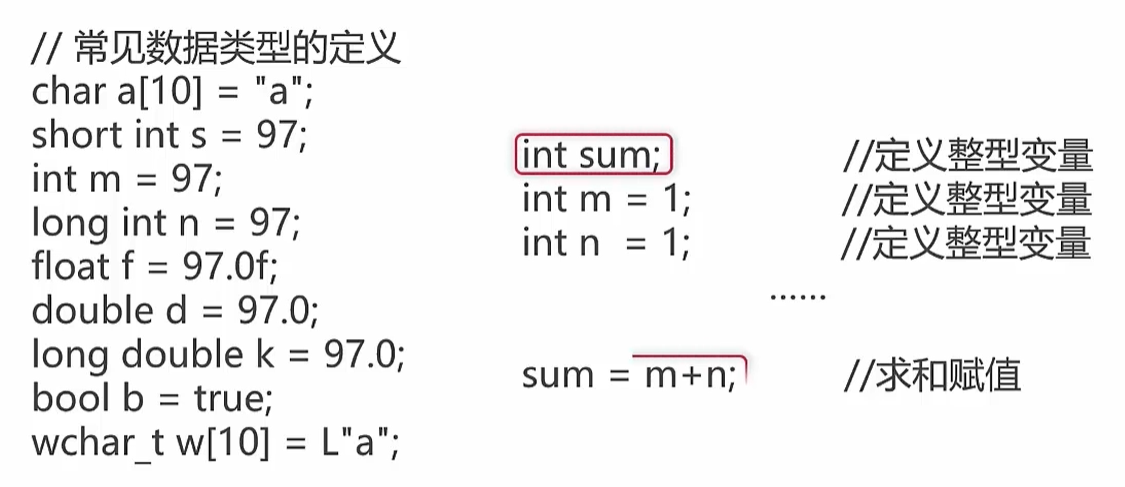 // 常见数据类型的定义
char a[10] = "a";
short int s = 97;
int m = 97;
long int n = 97;
float f = 97.0f;
double d = 97.0;
long double k = 97.0;
bool b = true;
wchar_t w[10] = L"a";
int sum; //定义整型变量
int m = 1; //定义整型变量
int n = 1; //定义整型变量
......
sum = m+n; //求和赋值